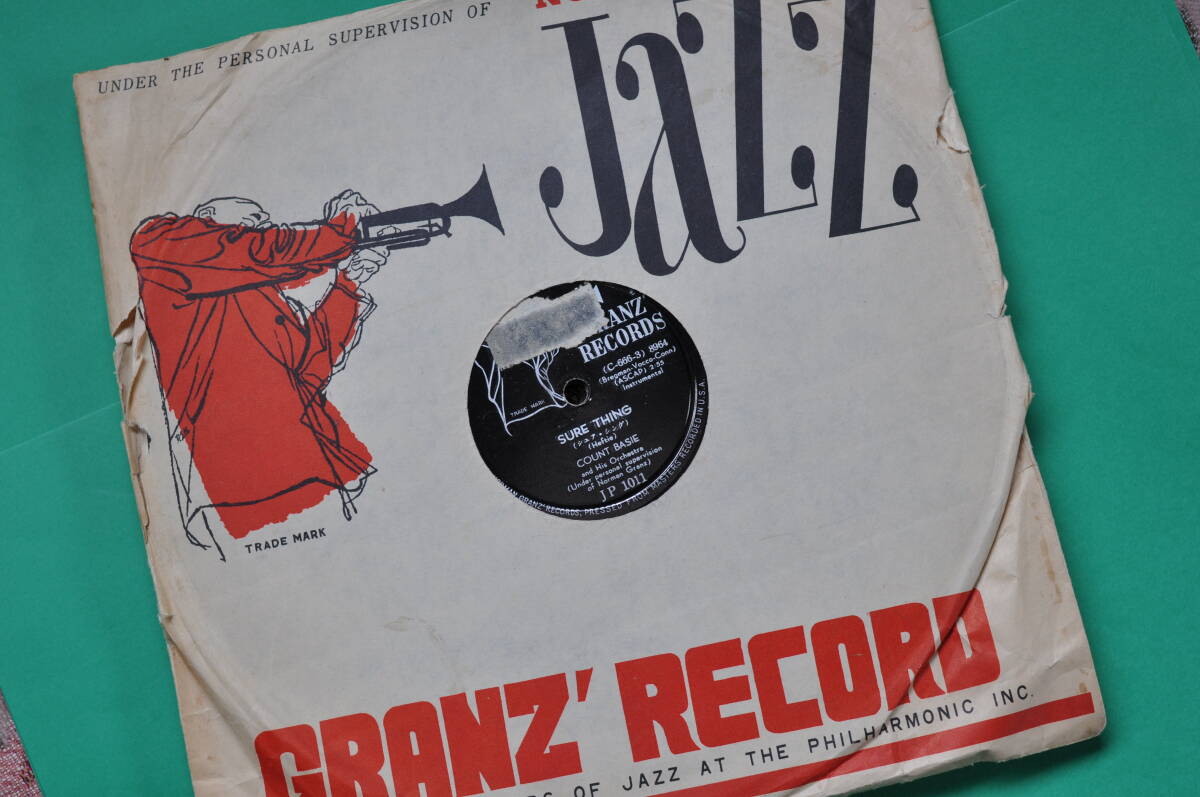 UNDER THE PERSONAL SUPERVISION OF
JaZZ
TRADE MARK
RECORDS
(C-666-3) 8964
(Bregman-Vocco-Conn)
(ASCAP) 2:55
Instrumental
TRADE MARK
SURE THING
(シュア・シング)
(Heftie)
COUNT BASIE
and His Orchestra
(Under personal supervision
of Norman Granz)
JP 1011
GRANZ' RECORDS, PRESSED FROM MASTERS RECORDED IN U.S.A.
GRANZ' RECORD
OF JAZZ AT THE PHILHARMONIC INC.